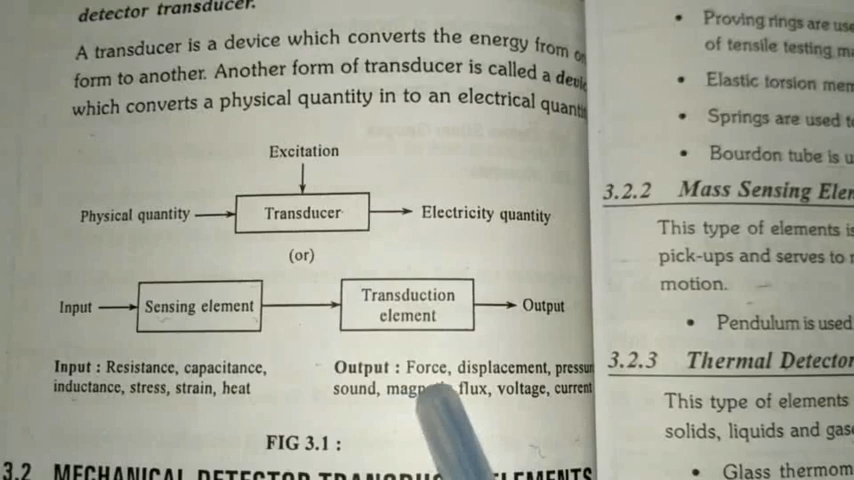 detector transducer.
A transducer is a device which converts the energy from
form to another. Another form of transducer is called a
which converts a physical quantity in to an electrical
Excitation
Physical quantity
Transducer
Electricity quantity
(or)
Input
Sensing element
Transduction
element
Output
Input : Resistance, capacitance,
inductance, stress, strain, heat
Output : Force, displacement,
sound, flux, voltage, current
FIG 3.1 :
3.2 MECHANICAL DETECTOR ELEMENTS
• Proving rings are
of tensile testing
• Elastic torsion
• Springs are used
• Bourdon tube is
3.2.2 Mass Sensing
This type of elements
pick-ups and serves to
motion.
• Pendulum is used
3.2.3 Thermal
This type of elements
solids, liquids and
• Glass